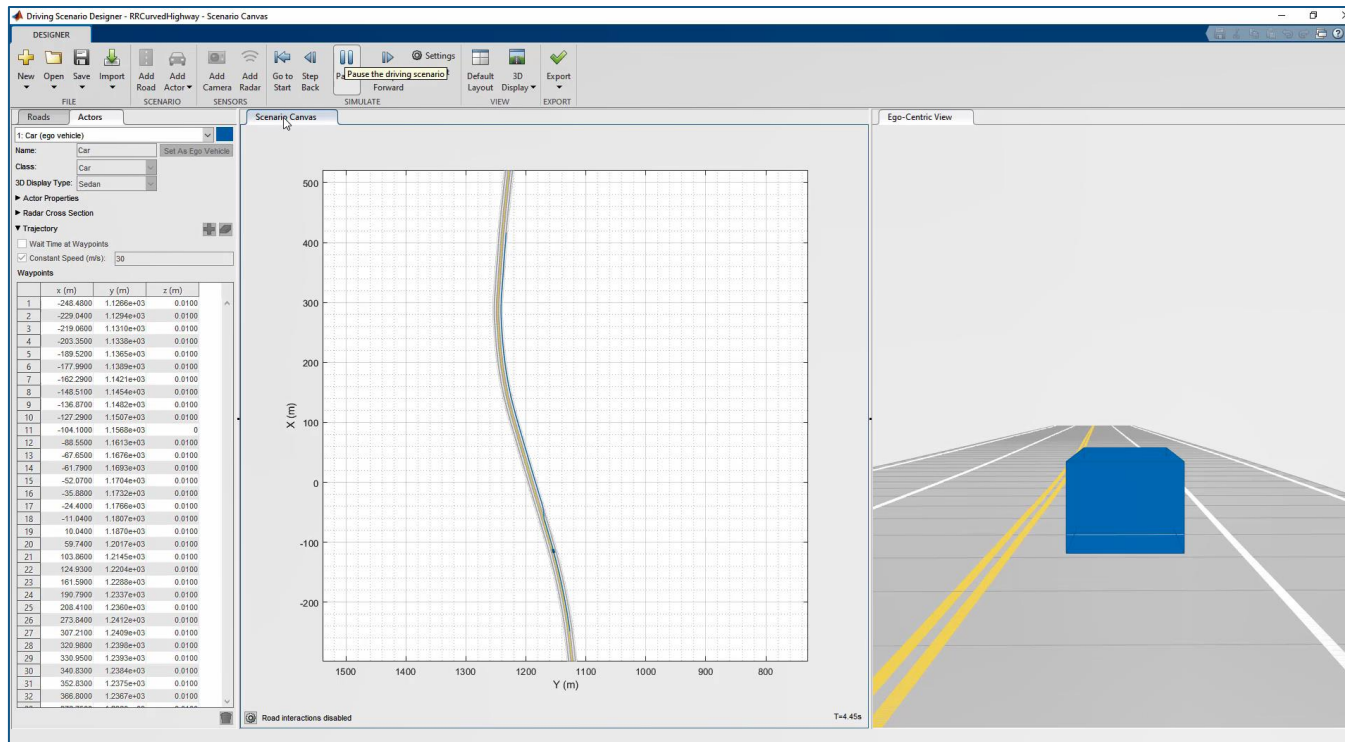 Driving Scenario Designer - RRCurvedHighway - Scenario Canvas
DESIGNER
New Open Save Import Add Road Add Actor Add Camera Add Radar Go to Start Step Back Pa Forward Settings Default Layout 3D Display Export
Pause the driving scenario
FILE SCENARIO SENSORS SIMULATE VIEW EXPORT
Roads Actors
1: Car (ego vehicle)
Name: Car Set As Ego Vehicle
Class: Car
3D Display Type: Sedan
Actor Properties
Radar Cross Section
Trajectory
Wait Time at Waypoints
Constant Speed (m/s): 30
Waypoints
x (m) y (m) z (m)
1 -248.4800 1.1266e+03 0.0100
2 -229.0400 1.1294e+03 0.0100
3 -219.0600 1.1310e+03 0.0100
4 -203.3500 1.1338e+03 0.0100
5 -189.5200 1.1365e+03 0.0100
6 -177.9900 1.1389e+03 0.0100
7 -162.2900 1.1421e+03 0.0100
8 -148.5100 1.1454e+03 0.0100
9 -136.8700 1.1482e+03 0.0100
10 -127.2900 1.1507e+03 0.0100
11 -104.1000 1.1568e+03 0
12 -88.5500 1.1613e+03 0.0100
13 -67.6500 1.1676e+03 0.0100
14 -61.7900 1.1693e+03 0.0100
15 -52.0700 1.1704e+03 0.0100
16 -35.8800 1.1732e+03 0.0100
17 -24.4000 1.1766e+03 0.0100
18 -11.0400 1.1807e+03 0.0100
19 10.0400 1.1870e+03 0.0100
20 59.7400 1.2017e+03 0.0100
21 103.8600 1.2145e+03 0.0100
22 124.9300 1.2204e+03 0.0100
23 161.5900 1.2288e+03 0.0100
24 190.7900 1.2337e+03 0.0100
25 208.4100 1.2360e+03 0.0100
26 273.8400 1.2412e+03 0.0100
27 307.2100 1.2409e+03 0.0100
28 320.9800 1.2398e+03 0.0100
29 330.9500 1.2393e+03 0.0100
30 340.8300 1.2384e+03 0.0100
31 352.8300 1.2375e+03 0.0100
32 366.8000 1.2367e+03 0.0100
Scenario Canvas
500
400
300
200
100
0
-100
-200
X (m)
1500 1400 1300 1200 1100 1000 900 800
Y (m)
Road interactions disabled
T=4.45s
Ego-Centric View